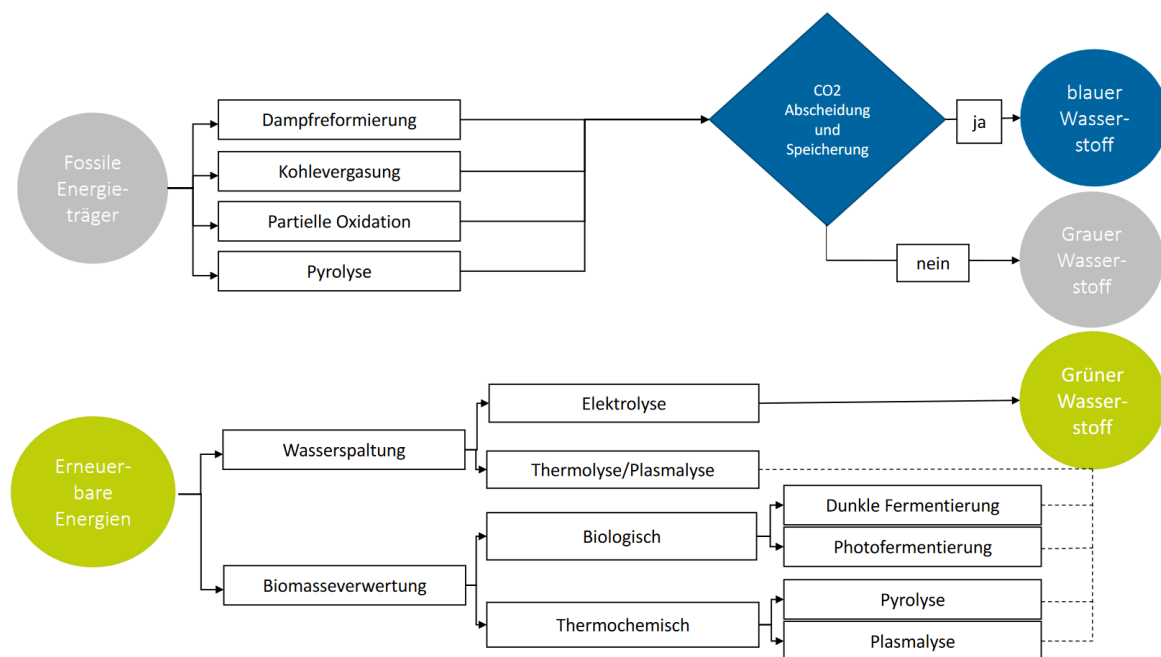 Fossile
Energie-
träger
Dampfreformierung
Kohlevergasung
Partielle Oxidation
Pyrolyse
CO2
Abscheidung
und
Speicherung
ja
blauer
Wasser-
stoff
nein
Grauer
Wasser-
stoff
Erneuer-
bare
Energien
Wasserspaltung
Elektrolyse
Grüner
Wasser-
stoff
Thermolyse/Plasmalyse
Biomasseverwertung
Biologisch
Dunkle Fermentierung
Photofermentierung
Thermochemisch
Pyrolyse
Plasmalyse